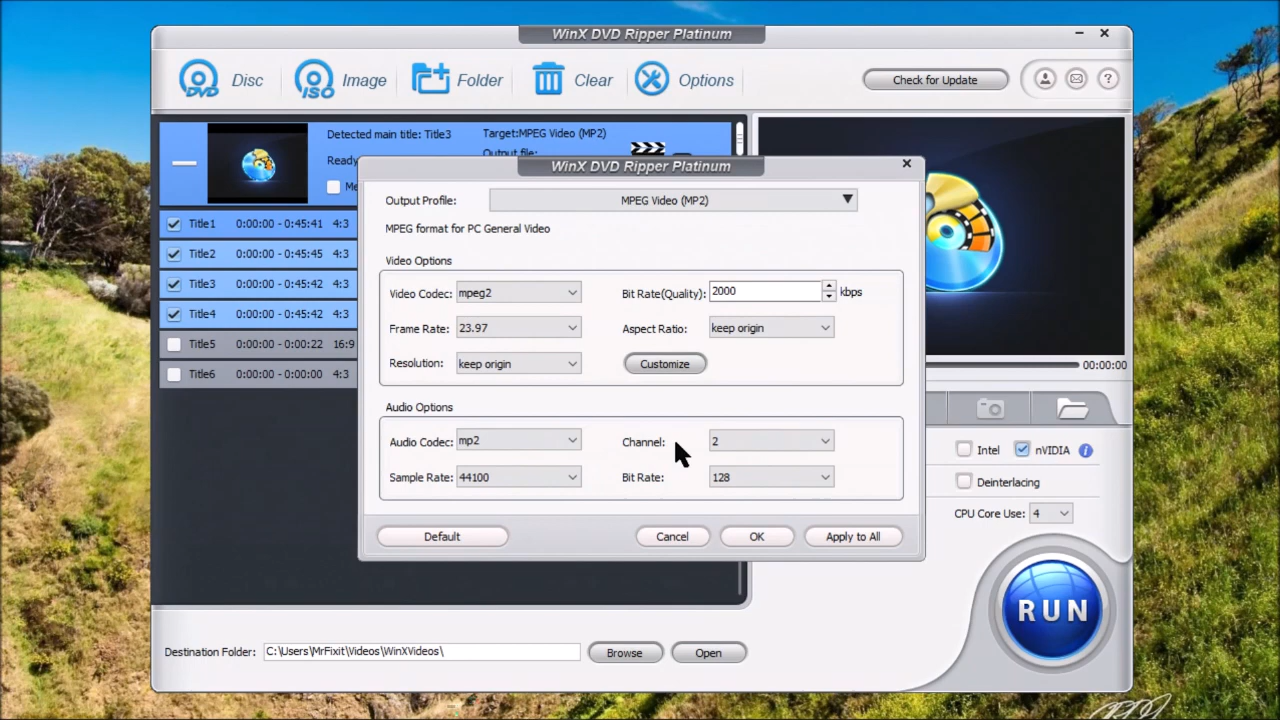 WinX DVD Ripper Platinum
DVD Disc
ISO Image
Folder
Clear
Options
Check for Update
?
Detected main title: Title3
Target:MPEG Video (MP2)
Ready
Output file:
Me
Title1 0:00:00 - 0:45:41 4:3
Title2 0:00:00 - 0:45:45 4:3
Title3 0:00:00 - 0:45:42 4:3
Title4 0:00:00 - 0:45:42 4:3
Title5 0:00:00 - 0:00:22 16:9
Title6 0:00:00 - 0:00:00 4:3
WinX DVD Ripper Platinum
Output Profile: MPEG Video (MP2)
MPEG format for PC General Video
Video Options
Video Codec: mpeg2 Bit Rate(Quality): 2000 kbps
Frame Rate: 23.97 Aspect Ratio: keep origin
Resolution: keep origin Customize
Audio Options
Audio Codec: mp2 Channel: 2
Sample Rate: 44100 Bit Rate: 128
Default Cancel OK Apply to All
00:00:00
Intel nVIDIA i
Deinterlacing
CPU Core Use: 4
RUN
Destination Folder: C:\Users\MrFixit\Videos\WinXVideos\ Browse Open